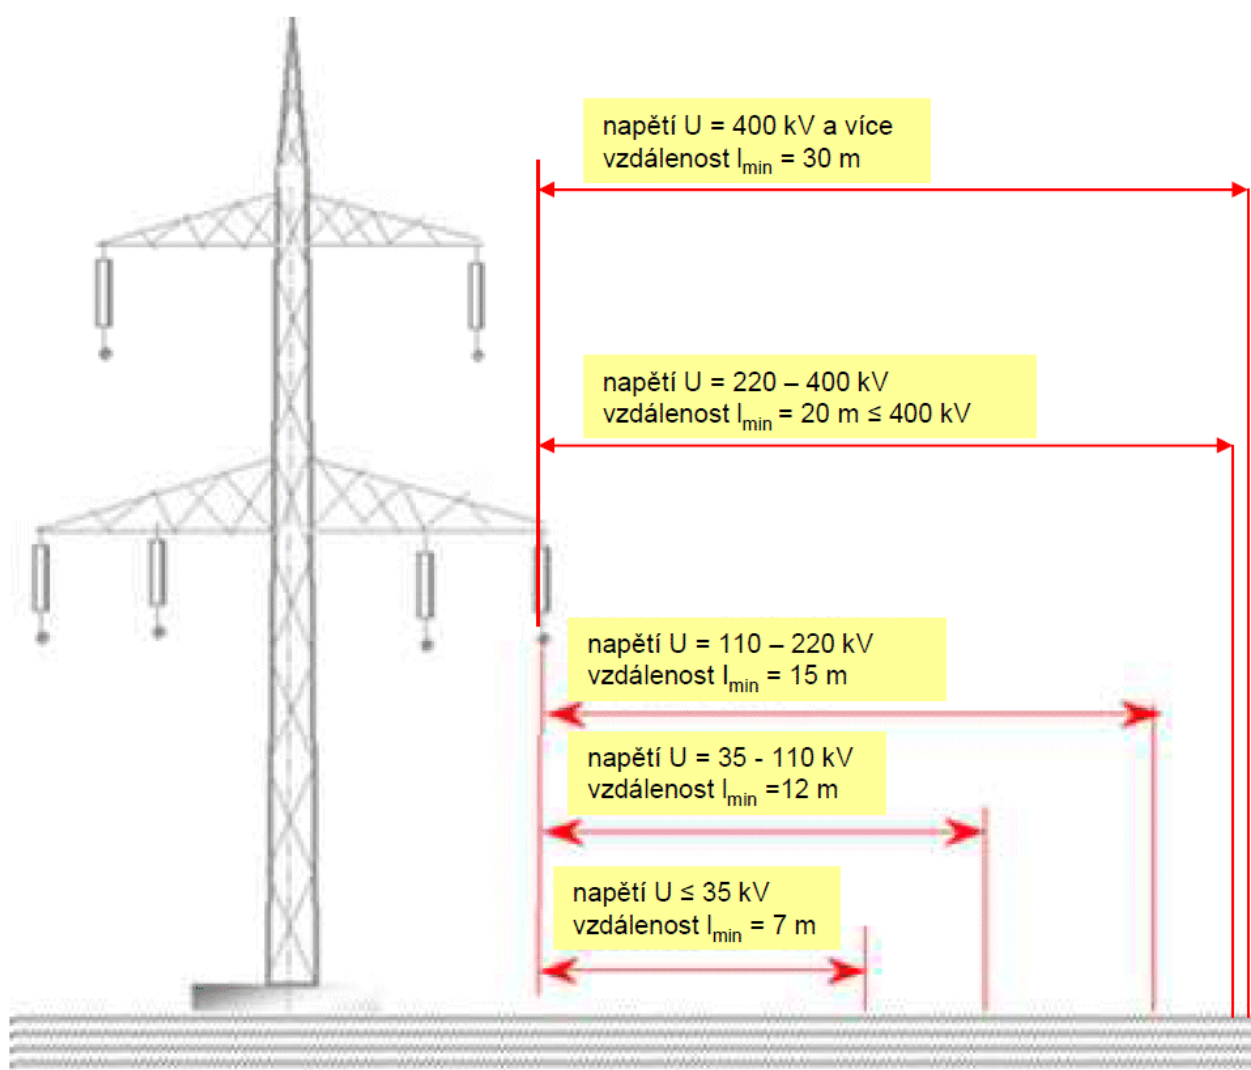 napětí U = 400 kV a více
vzdálenost lmin = 30 m
napětí U = 220 – 400 kV
vzdálenost lmin = 20 m ≤ 400 kV
napětí U = 110 – 220 kV
vzdálenost lmin = 15 m
napětí U = 35 - 110 kV
vzdálenost lmin =12 m
napětí U ≤ 35 kV
vzdálenost lmin = 7 m